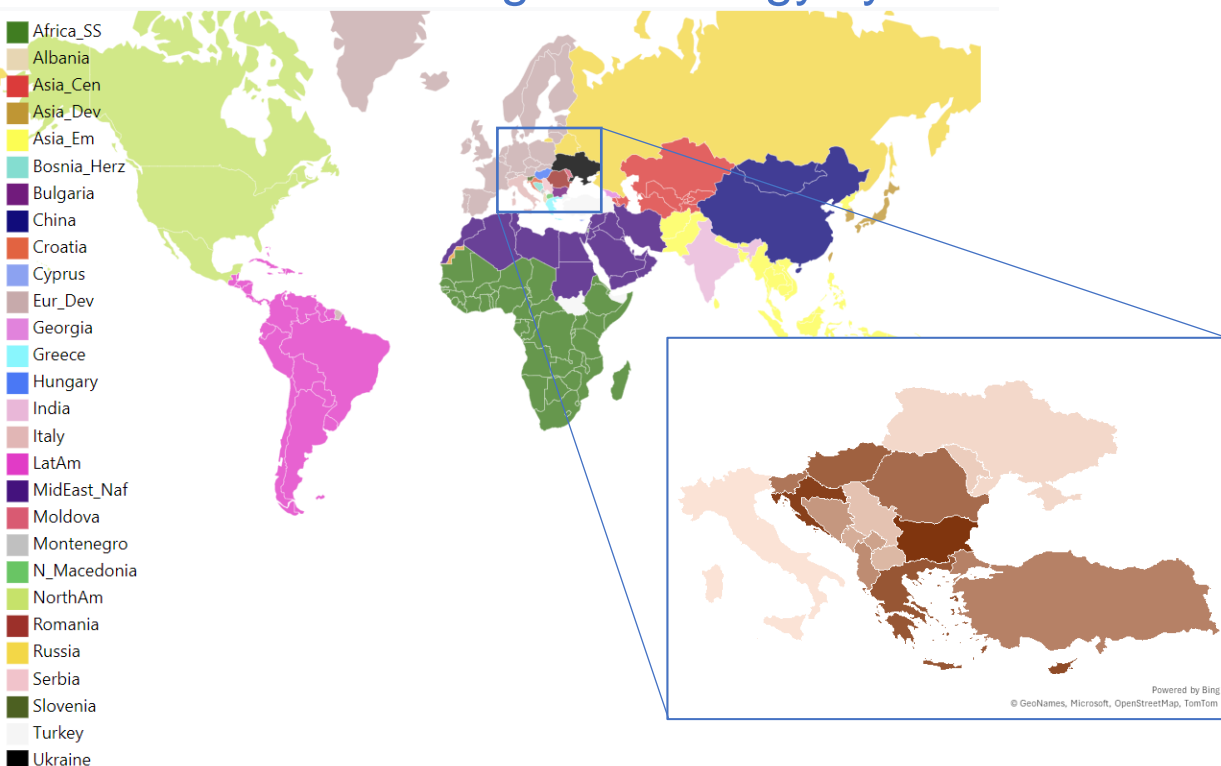 Africa_SS
Albania
Asia_Cen
Asia_Dev
Asia_Em
Bosnia_Herz
Bulgaria
China
Croatia
Cyprus
Eur_Dev
Georgia
Greece
Hungary
India
Italy
LatAm
MidEast_Naf
Moldova
Montenegro
N_Macedonia
NorthAm
Romania
Russia
Serbia
Slovenia
Turkey
Ukraine
Powered by Bing
© GeoNames, Microsoft, OpenStreetMap, TomTom